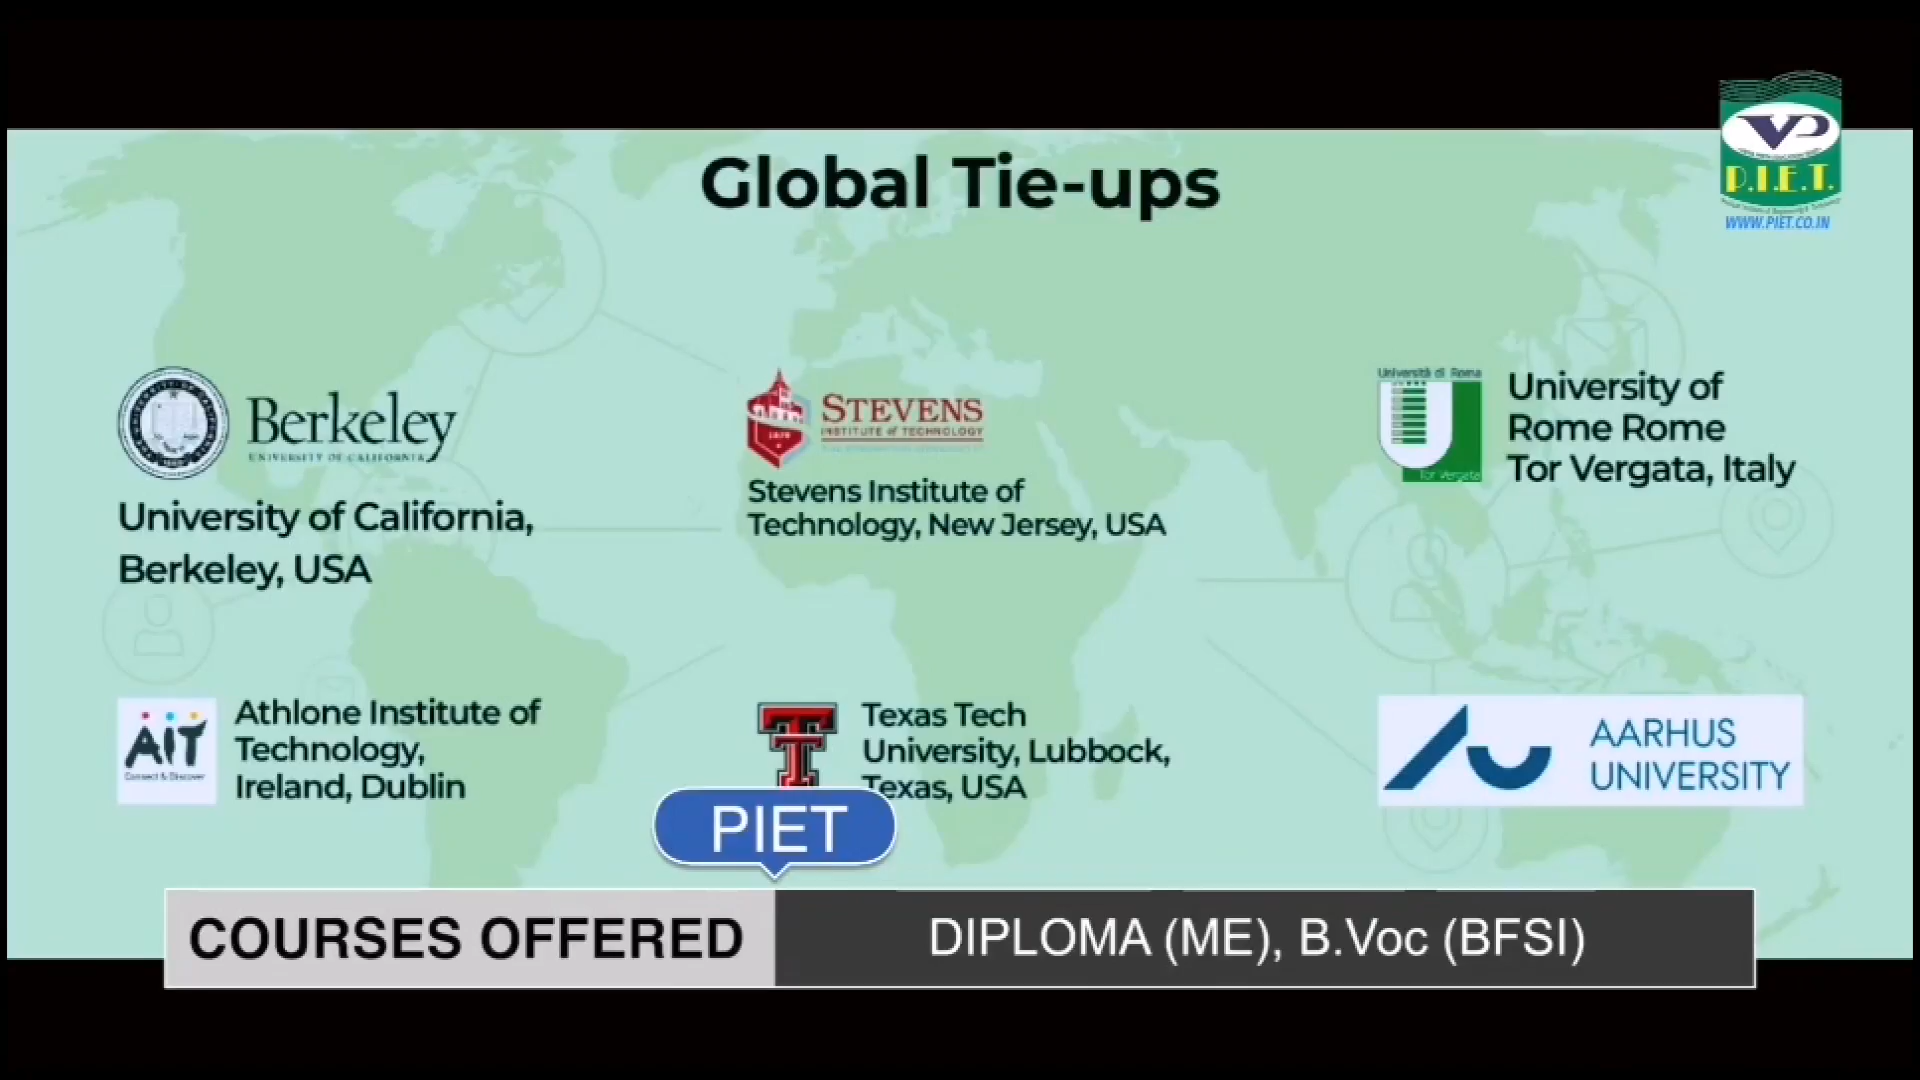 Global Tie-ups
VP
P.I.E.T.
WWW.PIET.CO.IN
Berkeley
UNIVERSITY OF CALIFORNIA
University of California,
Berkeley, USA
STEVENS
INSTITUTE of TECHNOLOGY
1870
Stevens Institute of
Technology, New Jersey, USA
Università di Roma
Tor Vergata
University of
Rome Rome
Tor Vergata, Italy
AIT
Connect & Discover
Athlone Institute of
Technology,
Ireland, Dublin
Texas Tech
University, Lubbock,
Texas, USA
AARHUS
UNIVERSITY
PIET
COURSES OFFERED
DIPLOMA (ME), B.Voc (BFSI)